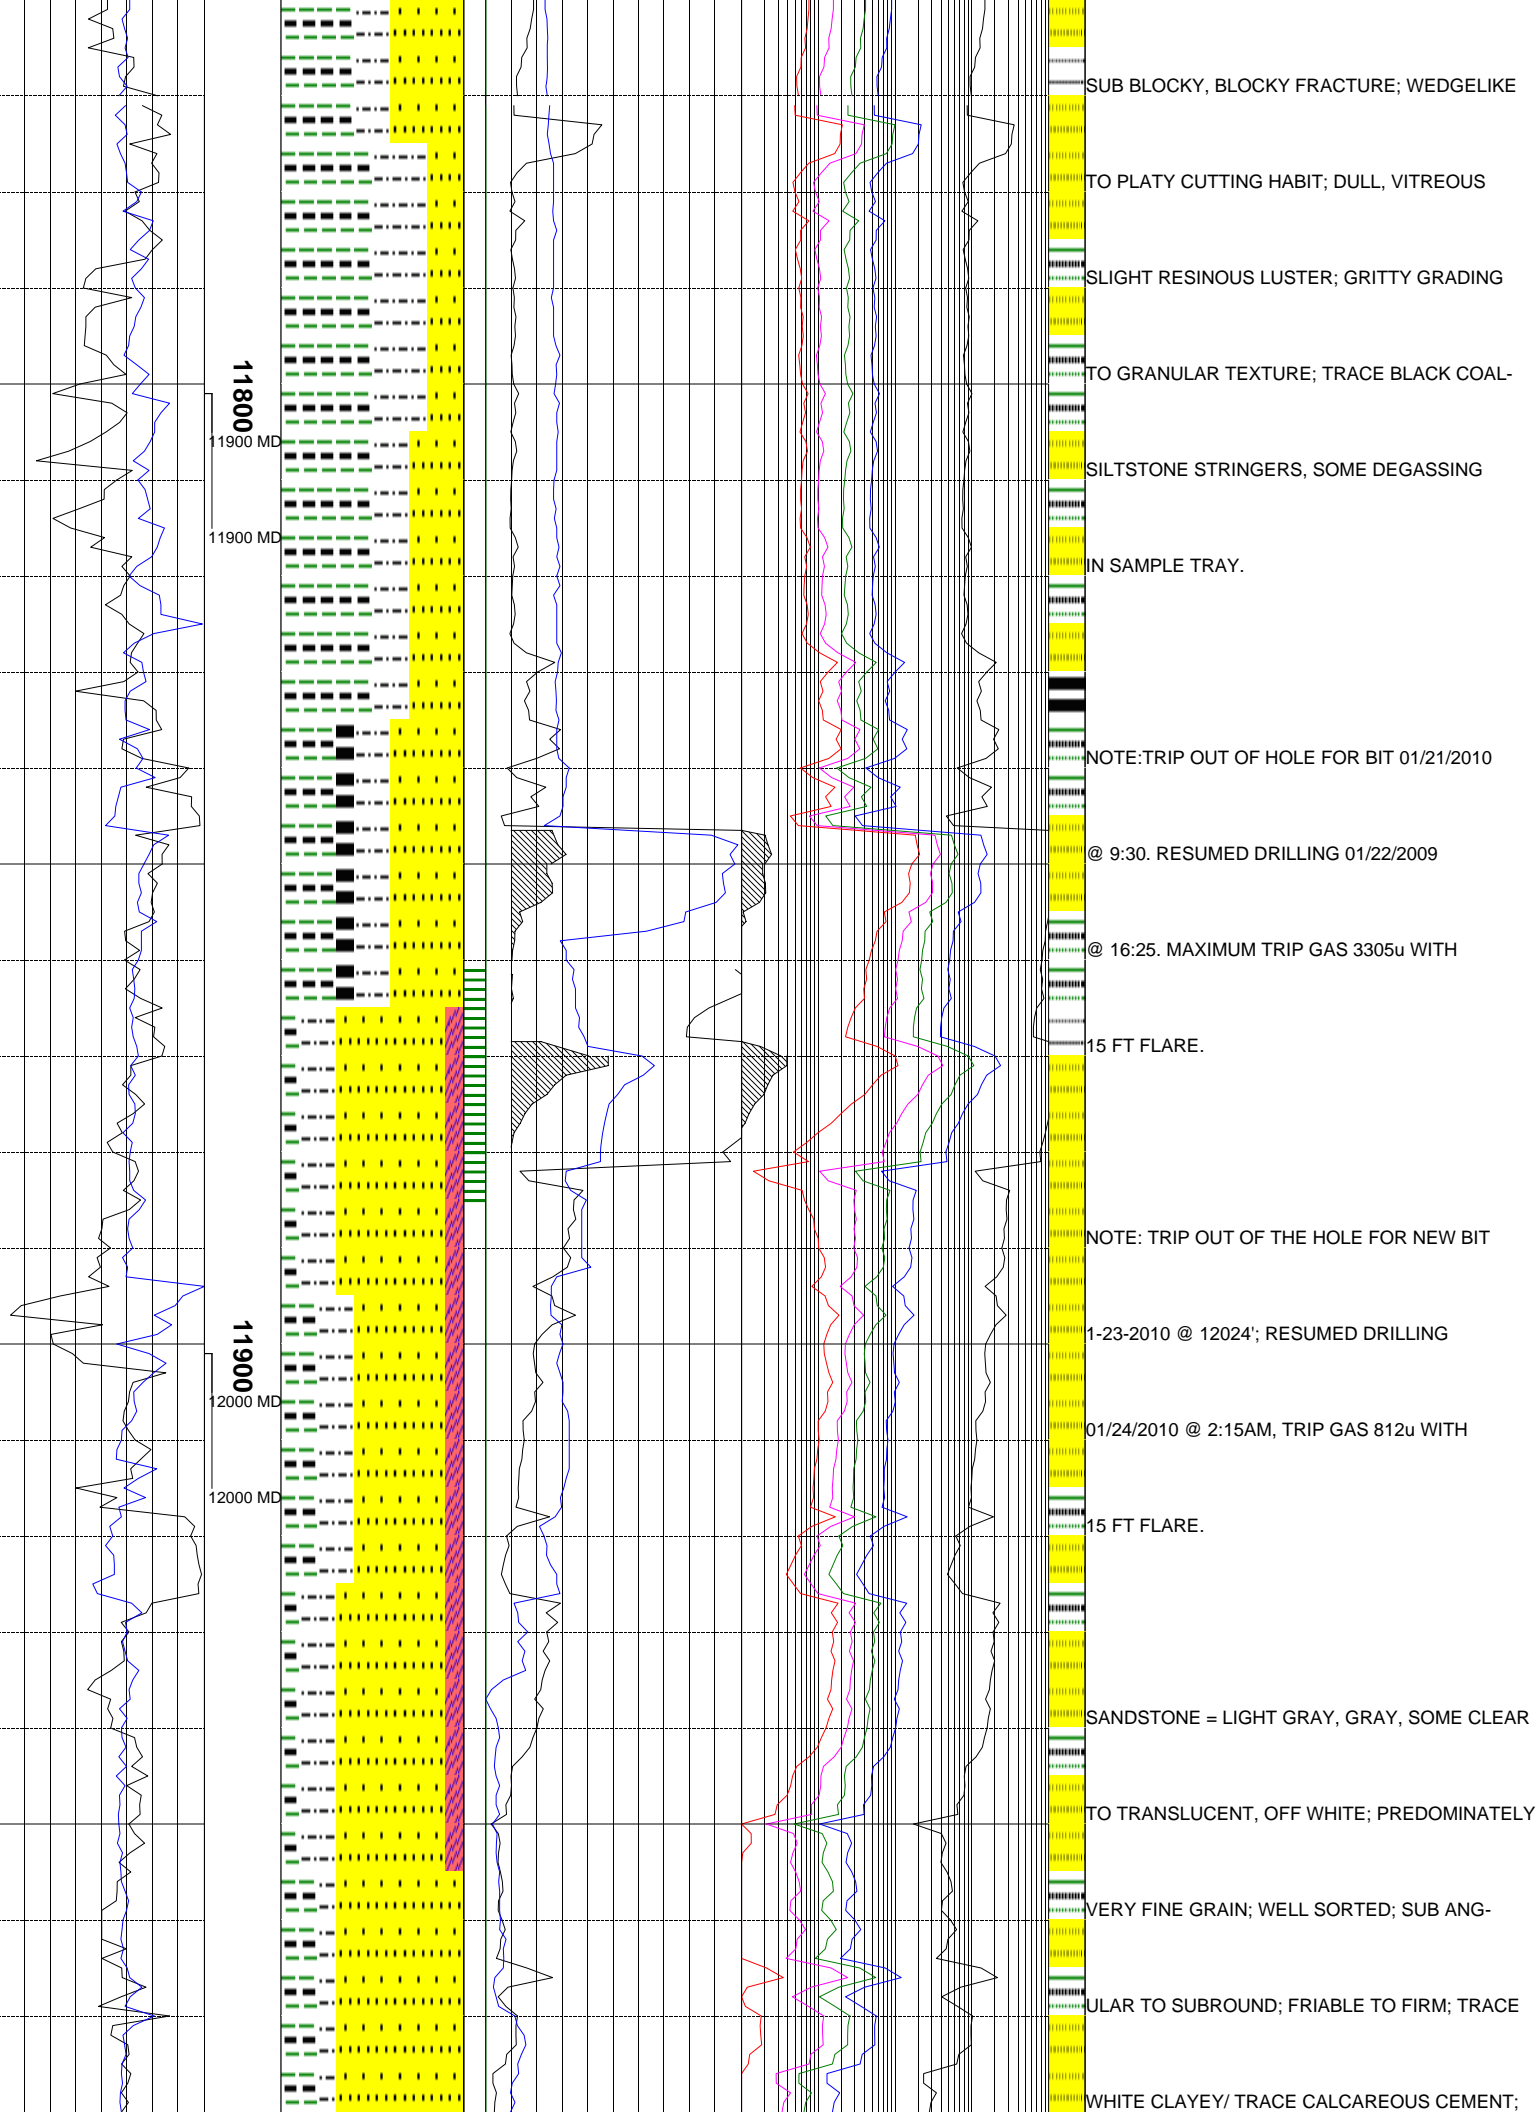 SUB BLOCKY, BLOCKY FRACTURE; WEDGELIKE
TO PLATY CUTTING HABIT; DULL, VITREOUS
SLIGHT RESINOUS LUSTER; GRITTY GRADING
TO GRANULAR TEXTURE; TRACE BLACK COAL-
11800
11900 MD
SILTSTONE STRINGERS, SOME DEGASSING
11900 MD
IN SAMPLE TRAY.
NOTE:TRIP OUT OF HOLE FOR BIT 01/21/2010
@ 9:30. RESUMED DRILLING 01/22/2009
@ 16:25. MAXIMUM TRIP GAS 3305u WITH
15 FT FLARE.
NOTE: TRIP OUT OF THE HOLE FOR NEW BIT
1-23-2010 @ 12024'; RESUMED DRILLING
11900
12000 MD
01/24/2010 @ 2:15AM, TRIP GAS 812u WITH
12000 MD
15 FT FLARE.
SANDSTONE = LIGHT GRAY, GRAY, SOME CLEAR
TO TRANSLUCENT, OFF WHITE; PREDOMINATELY
VERY FINE GRAIN; WELL SORTED; SUB ANG-
ULAR TO SUBROUND; FRIABLE TO FIRM; TRACE
WHITE CLAYEY/ TRACE CALCAREOUS CEMENT;